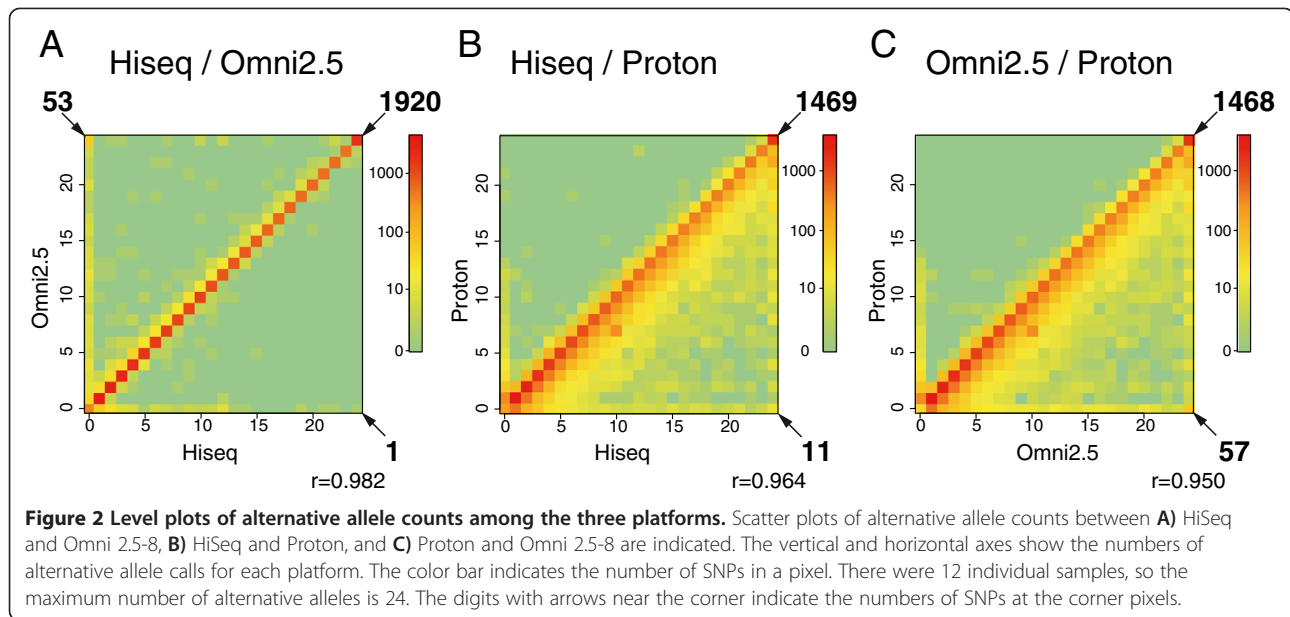 A
Hiseq / Omni2.5
53
1920
1000
100
10
0
Omni2.5
20
15
10
5
0
0 5 10 15 20
Hiseq
1
r=0.982
B
Hiseq / Proton
1469
1000
100
10
0
Proton
20
15
10
5
0
0 5 10 15 20
Hiseq
11
r=0.964
C
Omni2.5 / Proton
1468
1000
100
10
0
Proton
20
15
10
5
0
0 5 10 15 20
Omni2.5
57
r=0.950
Figure 2 Level plots of alternative allele counts among the three platforms. Scatter plots of alternative allele counts between A) HiSeq
and Omni 2.5-8, B) HiSeq and Proton, and C) Proton and Omni 2.5-8 are indicated. The vertical and horizontal axes show the numbers of
alternative allele calls for each platform. The color bar indicates the number of SNPs in a pixel. There were 12 individual samples, so the
maximum number of alternative alleles is 24. The digits with arrows near the corner indicate the numbers of SNPs at the corner pixels.